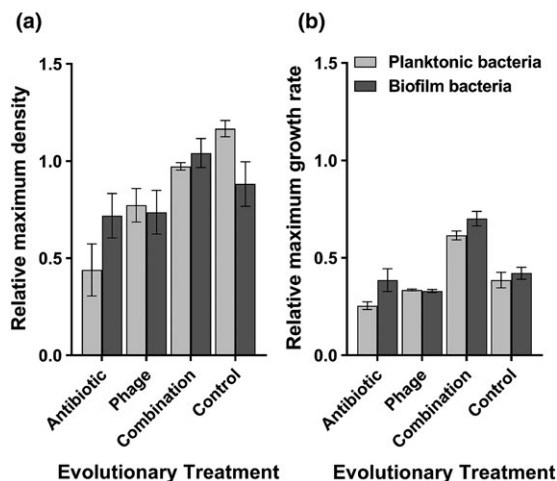 (a)
Relative maximum density
1.5
1.0
0.5
0.0
Antibiotic
Phage
Combination
Control
Evolutionary Treatment
(b)
Planktonic bacteria
Biofilm bacteria
Relative maximum growth rate
1.5
1.0
0.5
0.0
Antibiotic
Phage
Combination
Control
Evolutionary Treatment